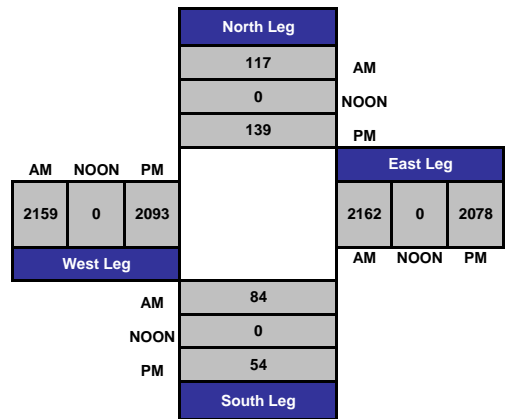 North Leg
117 AM
0 NOON
139 PM
AM NOON PM
East Leg
2159 0 2093
2162 0 2078
West Leg
AM NOON PM
AM 84
NOON 0
PM 54
South Leg